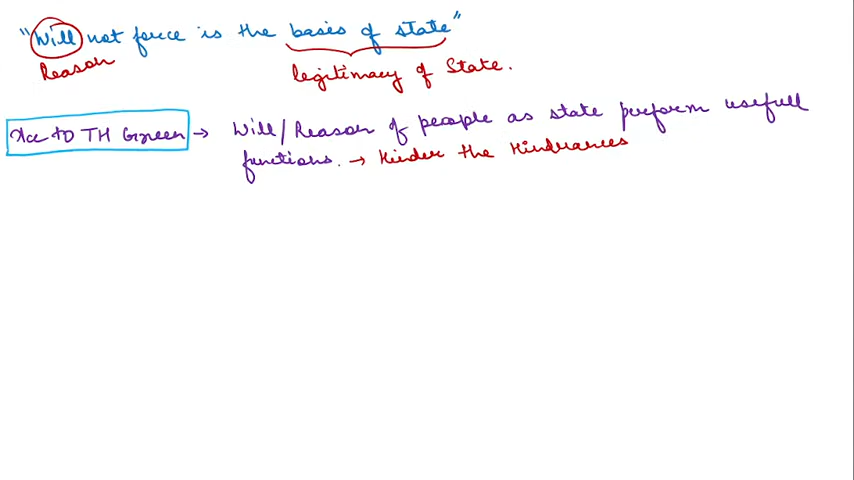 "Will not force is the basis of state"
Reason
legitimacy of State.
Acc to TH Green → Will/Reason of people as state perform usefull
functions. → Hinder the Hindrances